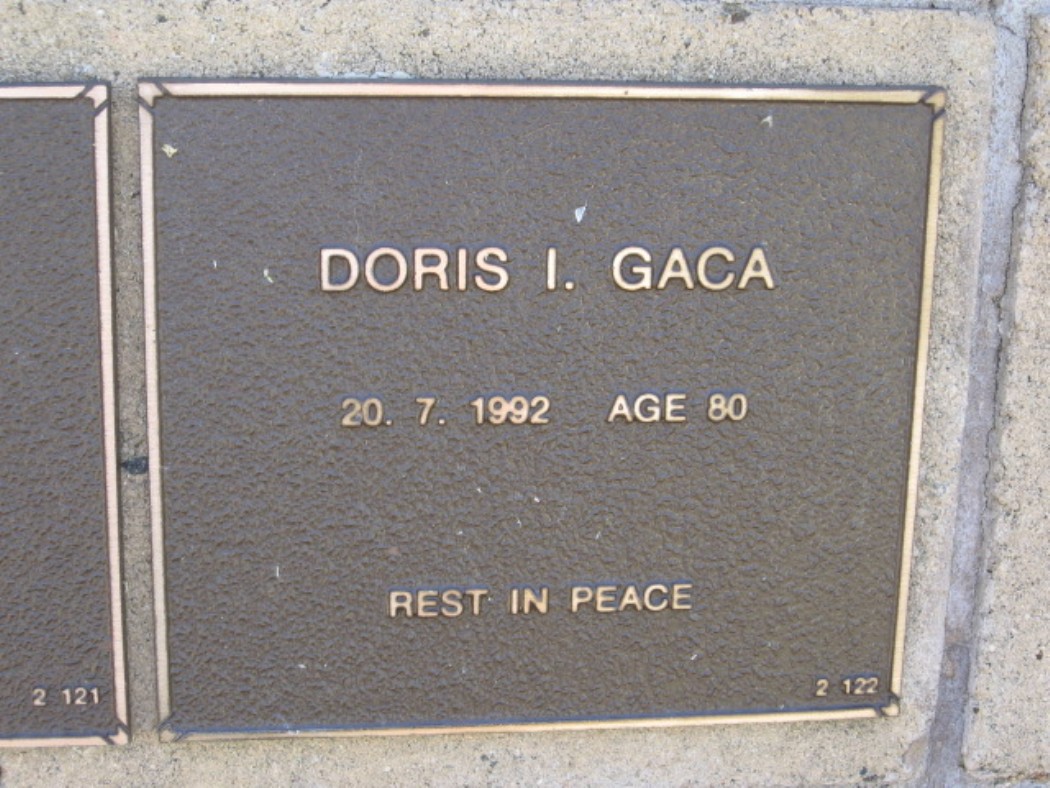 DORIS I. GACA
20. 7. 1992 AGE 80
REST IN PEACE
2 121
2 122